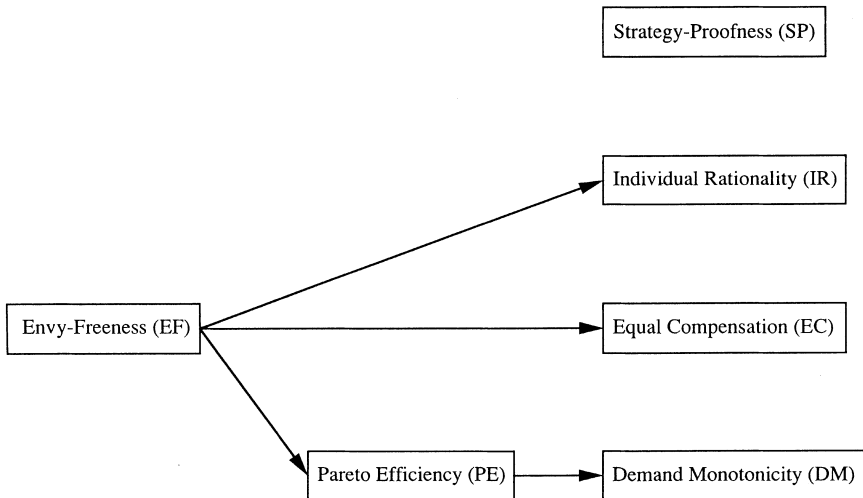 Strategy-Proofness (SP)
Individual Rationality (IR)
Envy-Freeness (EF)
Equal Compensation (EC)
Pareto Efficiency (PE)
Demand Monotonicity (DM)